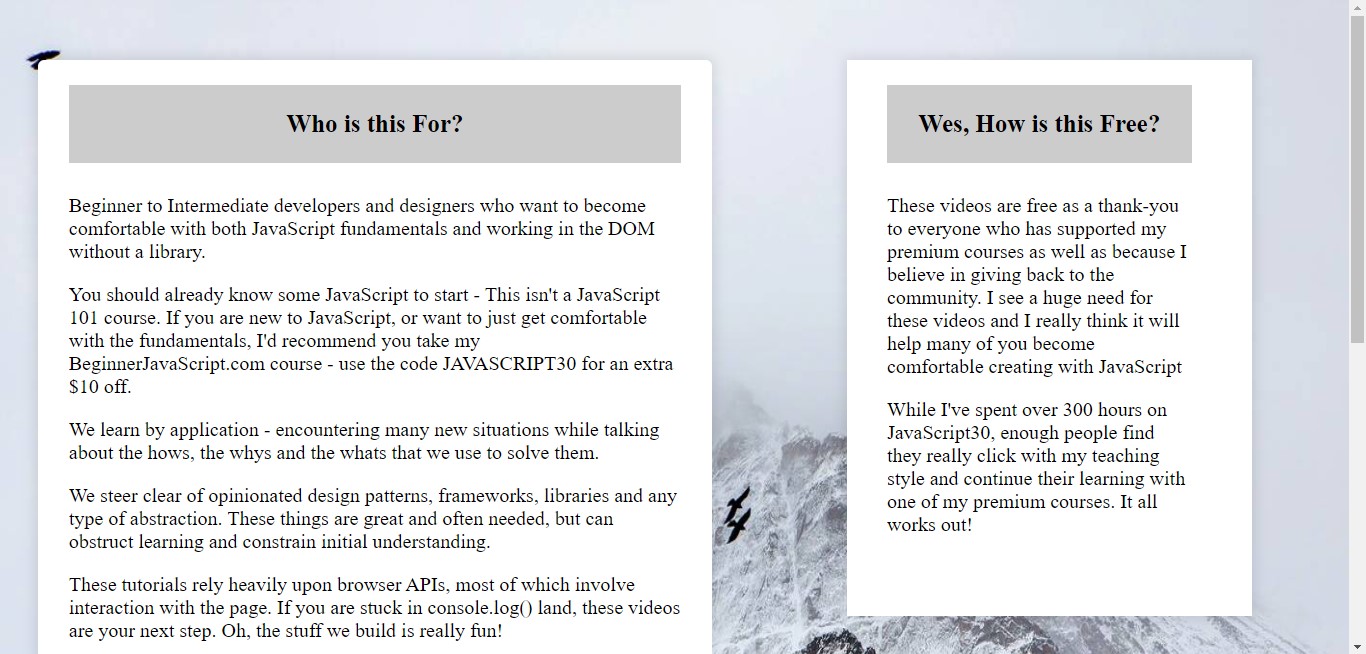 Who is this For?
Beginner to Intermediate developers and designers who want to become
comfortable with both JavaScript fundamentals and working in the DOM
without a library.
You should already know some JavaScript to start - This isn't a JavaScript
101 course. If you are new to JavaScript, or want to just get comfortable
with the fundamentals, I'd recommend you take my
BeginnerJavaScript.com course - use the code JAVASCRIPT30 for an extra
$10 off.
We learn by application - encountering many new situations while talking
about the hows, the whys and the whats that we use to solve them.
We steer clear of opinionated design patterns, frameworks, libraries and any
type of abstraction. These things are great and often needed, but can
obstruct learning and constrain initial understanding.
These tutorials rely heavily upon browser APIs, most of which involve
interaction with the page. If you are stuck in console.log() land, these videos
are your next step. Oh, the stuff we build is really fun!
Wes, How is this Free?
These videos are free as a thank-you
to everyone who has supported my
premium courses as well as because I
believe in giving back to the
community. I see a huge need for
these videos and I really think it will
help many of you become
comfortable creating with JavaScript
While I've spent over 300 hours on
JavaScript30, enough people find
they really click with my teaching
style and continue their learning with
one of my premium courses. It all
works out!